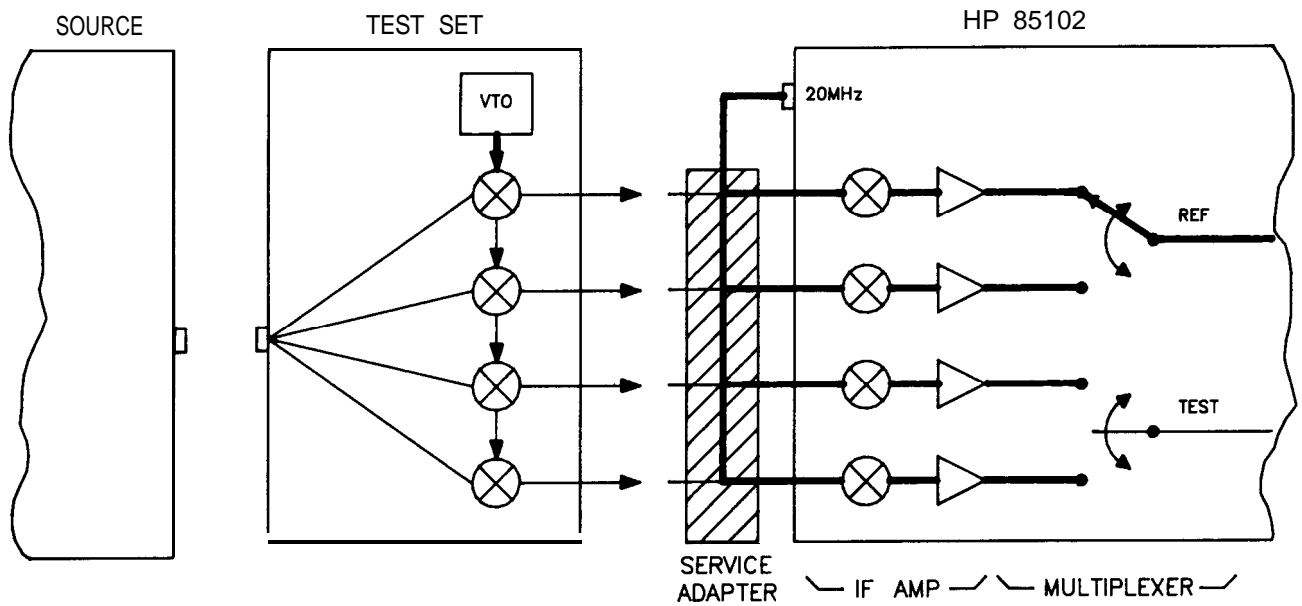 SOURCE
TEST SET
HP 85102
VTO
20MHz
REF
TEST
SERVICE
ADAPTER
IF AMP
MULTIPLEXER